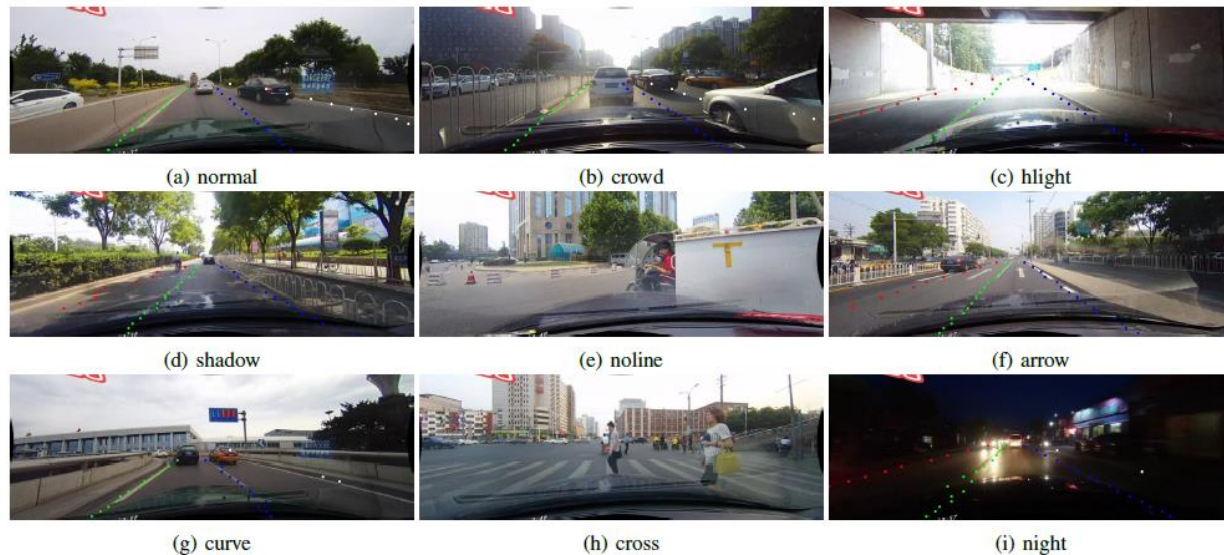 (a) normal
(b) crowd
(c) hlight
(d) shadow
(e) noline
(f) arrow
(g) curve
(h) cross
(i) night